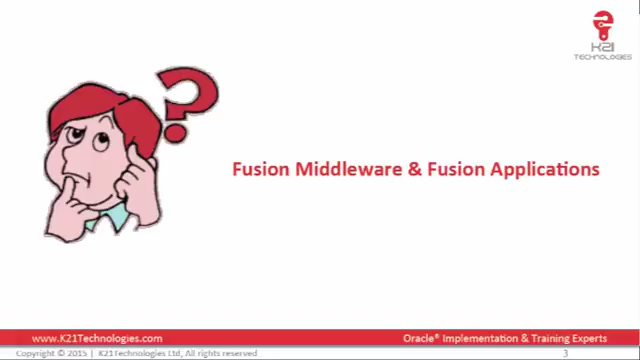 K21
TECHNOLOGIES
?
Fusion Middleware & Fusion Applications
www.K21Technologies.com
Oracle® Implementation & Training Experts
Copyright © 2015 | K21Technologies Ltd, All rights reserved
3